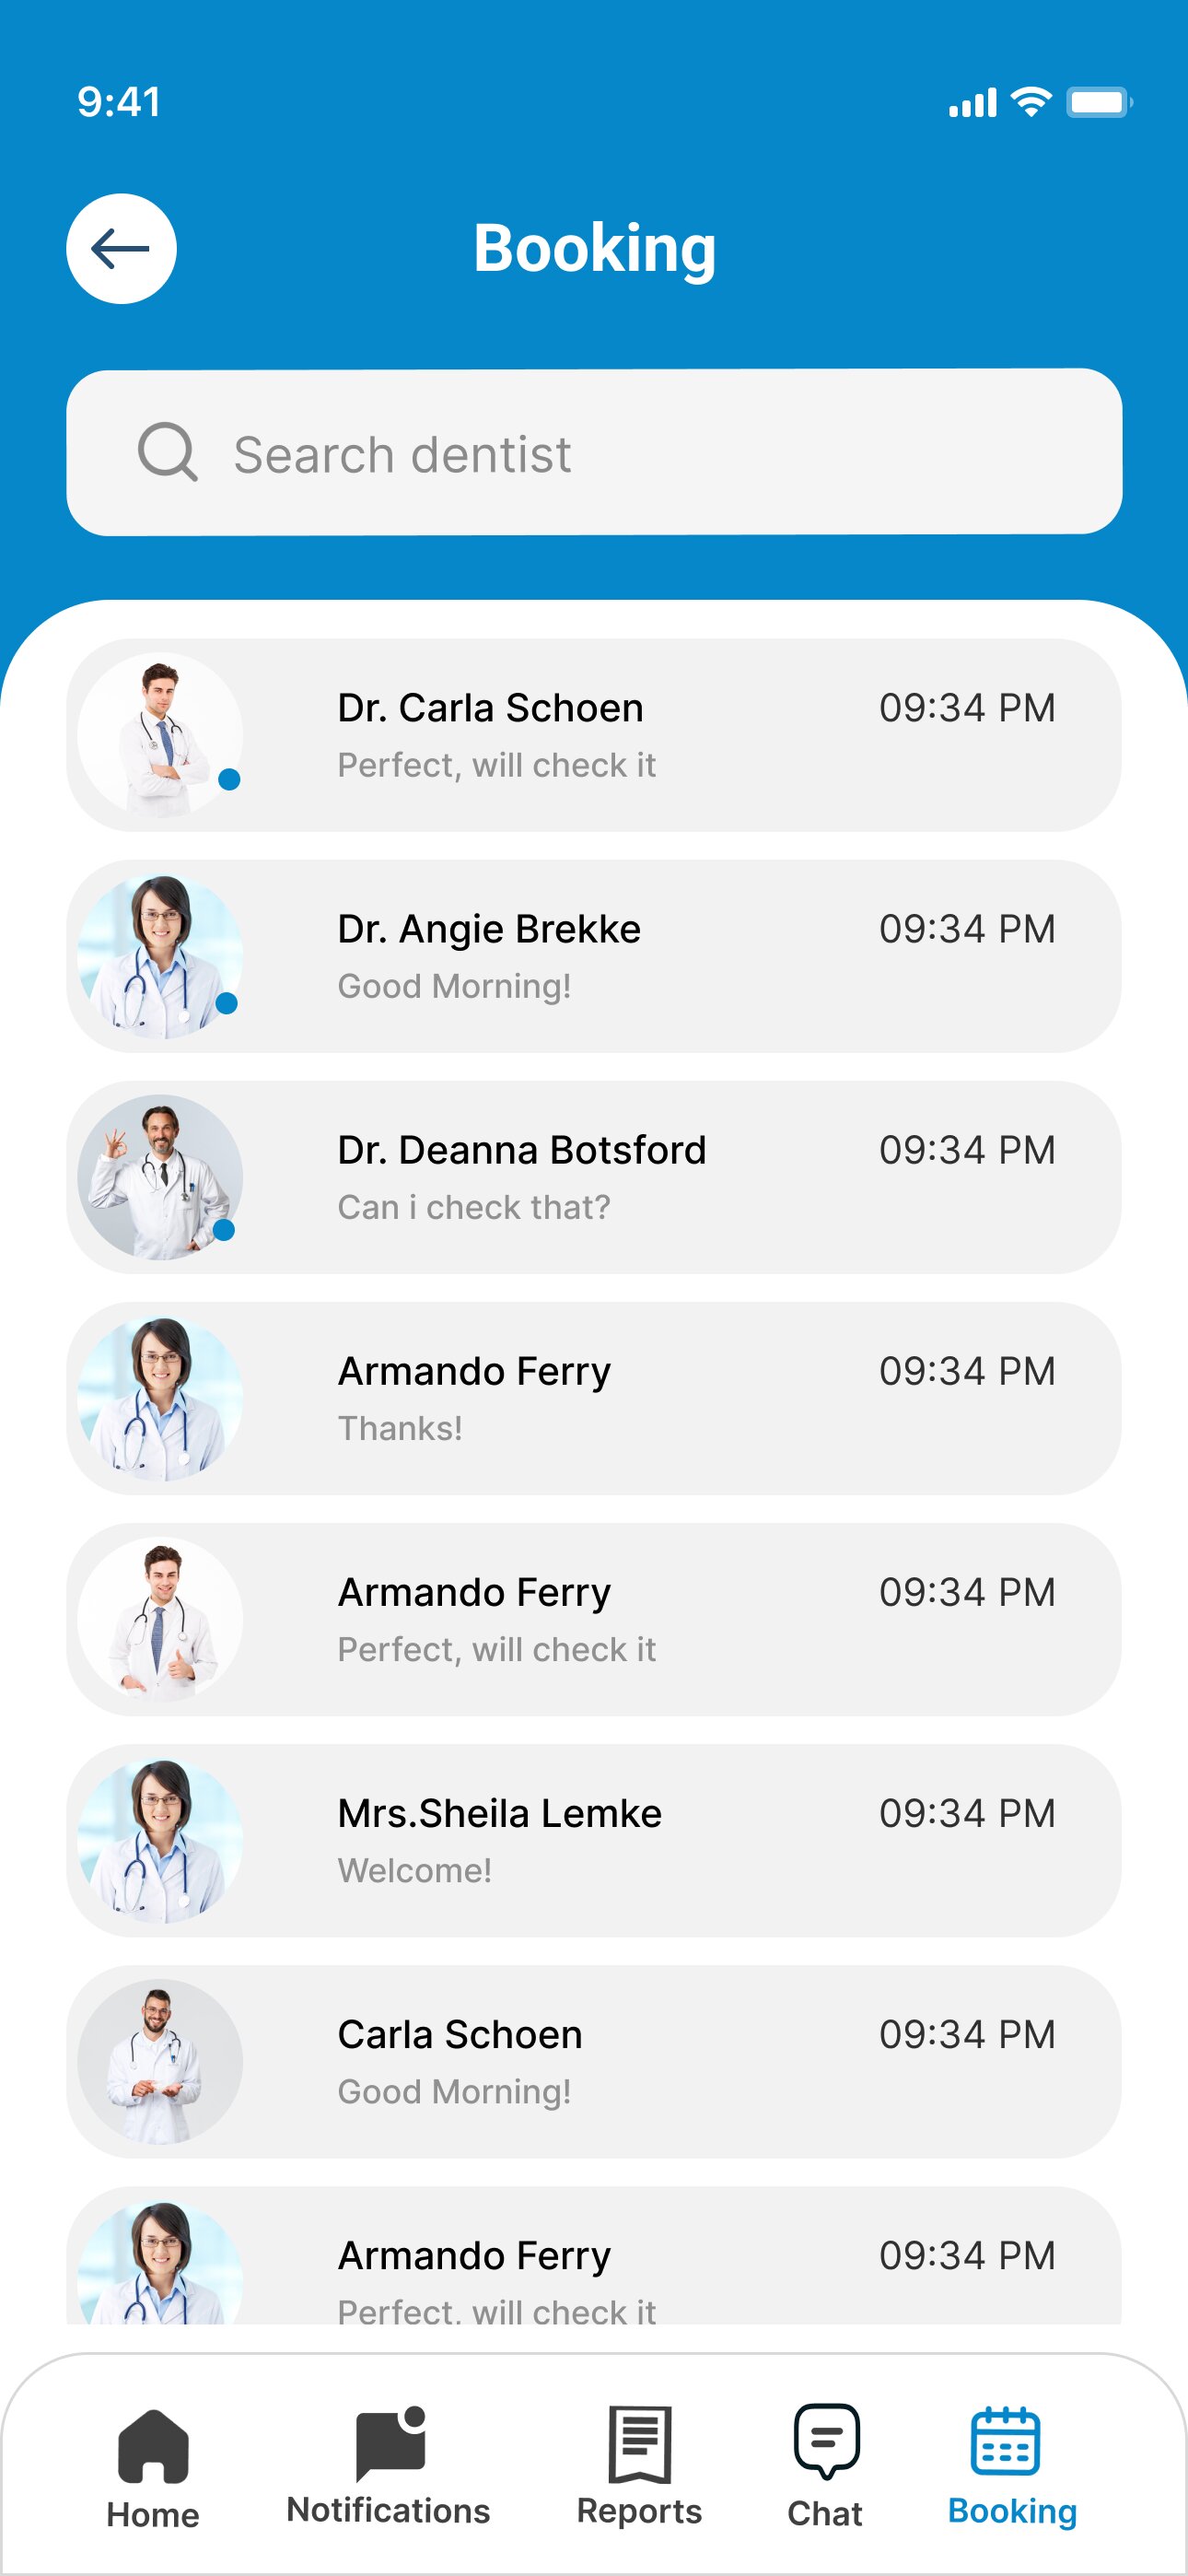 9:41
Booking
Search dentist
Dr. Carla Schoen 09:34 PM
Perfect, will check it
Dr. Angie Brekke 09:34 PM
Good Morning!
Dr. Deanna Botsford 09:34 PM
Can i check that?
Armando Ferry 09:34 PM
Thanks!
Armando Ferry 09:34 PM
Perfect, will check it
Mrs.Sheila Lemke 09:34 PM
Welcome!
Carla Schoen 09:34 PM
Good Morning!
Armando Ferry 09:34 PM
Perfect, will check it
Home Notifications Reports Chat Booking